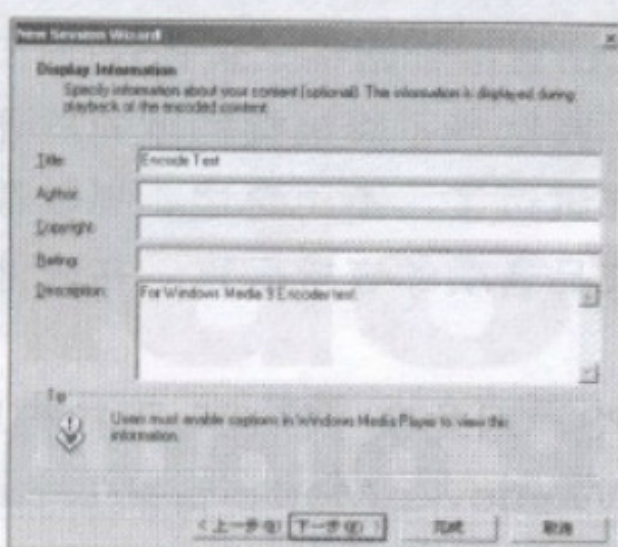 New Session Wizard
Display Information
Specify information about your content (optional). This information is displayed during
playback of the encoded content.
Title: Encode Test
Author:
Copyright:
Rating:
Description: For Windows Media 9 Encoder test.
Tip
Users must enable captions in Windows Media Player to view this
information.
< 上一步(B) 下一步(N) > 完成 取消